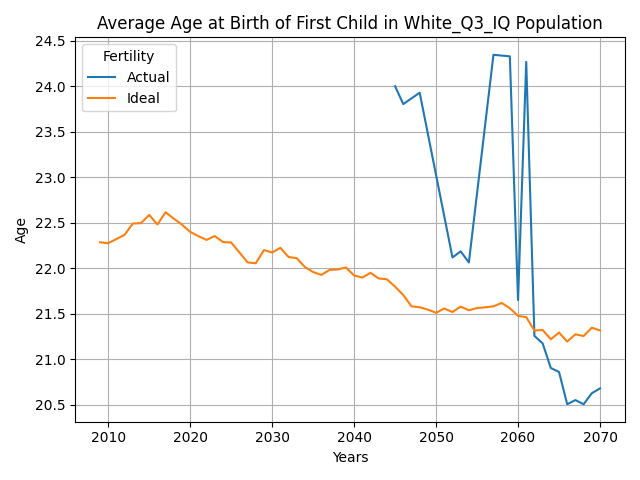 Average Age at Birth of First Child in White_Q3_IQ Population
Fertility
Actual
Ideal
24.5
24.0
23.5
23.0
22.5
22.0
21.5
21.0
20.5
Age
2010 2020 2030 2040 2050 2060 2070
Years